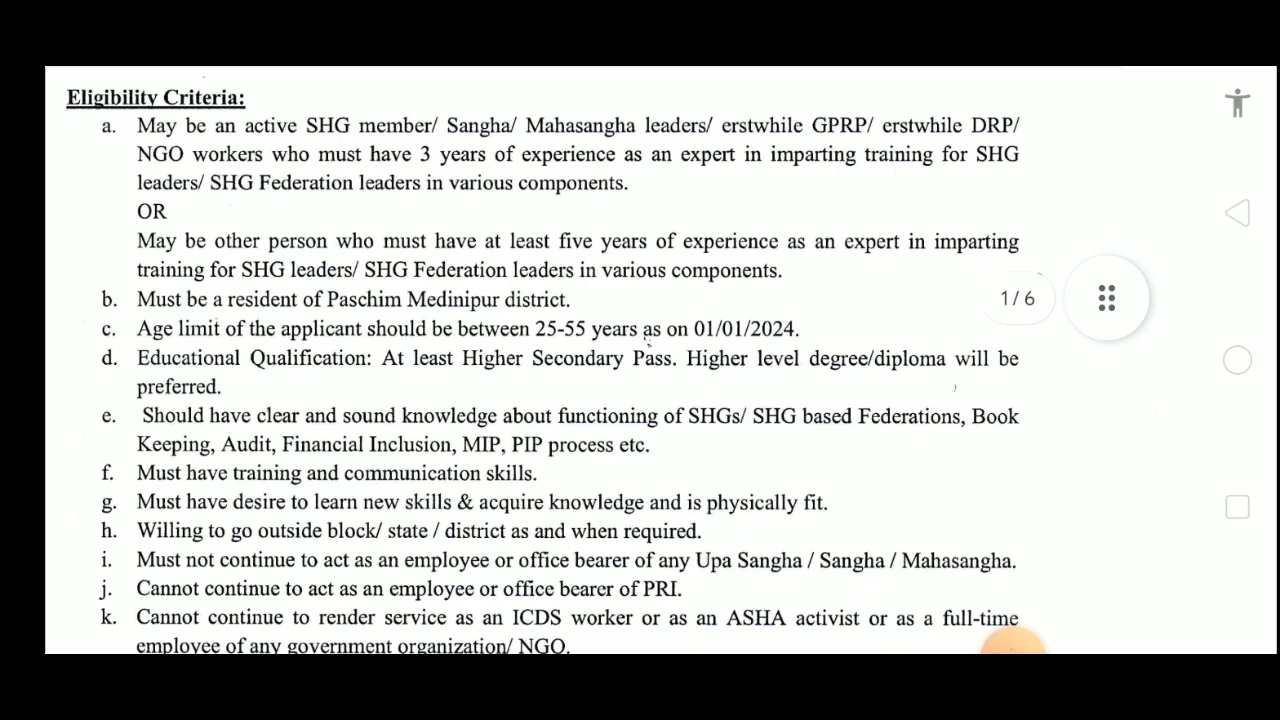 Eligibility Criteria:
a. May be an active SHG member/ Sangha/ Mahasangha leaders/ erstwhile GPRP/ erstwhile DRP/
NGO workers who must have 3 years of experience as an expert in imparting training for SHG
leaders/ SHG Federation leaders in various components.
OR
May be other person who must have at least five years of experience as an expert in imparting
training for SHG leaders/ SHG Federation leaders in various components.
b. Must be a resident of Paschim Medinipur district.
1/6
c. Age limit of the applicant should be between 25-55 years as on 01/01/2024.
d. Educational Qualification: At least Higher Secondary Pass. Higher level degree/diploma will be
preferred.
e. Should have clear and sound knowledge about functioning of SHGs/ SHG based Federations, Book
Keeping, Audit, Financial Inclusion, MIP, PIP process etc.
f. Must have training and communication skills.
g. Must have desire to learn new skills & acquire knowledge and is physically fit.
h. Willing to go outside block/ state / district as and when required.
i. Must not continue to act as an employee or office bearer of any Upa Sangha / Sangha / Mahasangha.
j. Cannot continue to act as an employee or office bearer of PRI.
k. Cannot continue to render service as an ICDS worker or as an ASHA activist or as a full-time
employee of any government organization/ NGO.